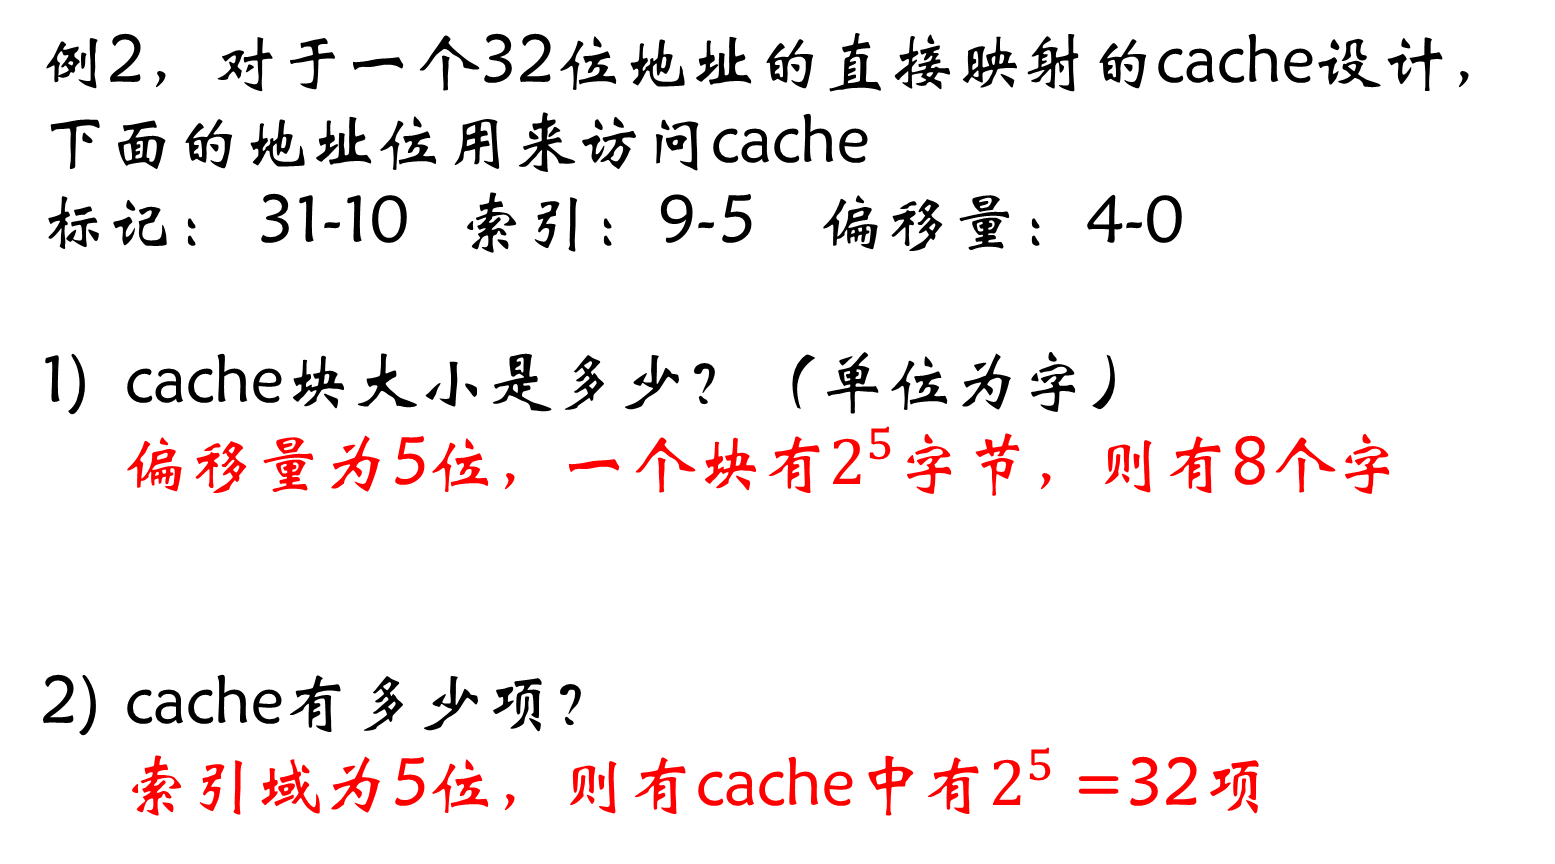 例2，对于一个32位地址的直接映射的cache设计，
下面的地址位用来访问cache
标记： 31-10 索引：9-5 偏移量：4-0
1) cache块大小是多少？（单位为字）
偏移量为5位，一个块有2⁵字节，则有8个字
2) cache有多少项？
索引域为5位，则有cache中有2⁵ =32项